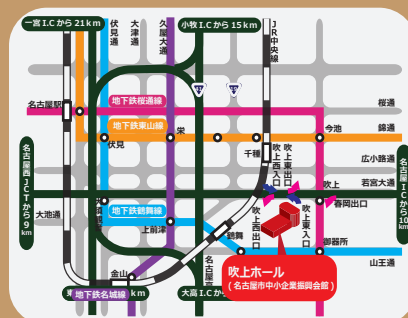 一宮I.Cから21km
伏見通
大津通
久屋大通
小牧I.Cから15km
JR中央線
名古屋駅
地下鉄桜通線
桜通
地下鉄東山線
栄
今池
錦通
伏見
千種
広小路通
名古屋西JCTから9km
吹上西入口
吹上東入口
吹上
若宮大通
春岡出口
名古屋I.Cから10km
大池通
地下鉄鶴舞線
上前津
鶴舞
吹上西出口
吹上東入口
御器所
山王通
金山
地下鉄名城線
大高I.Cから
吹上ホール
(名古屋市中小企業振興会館)